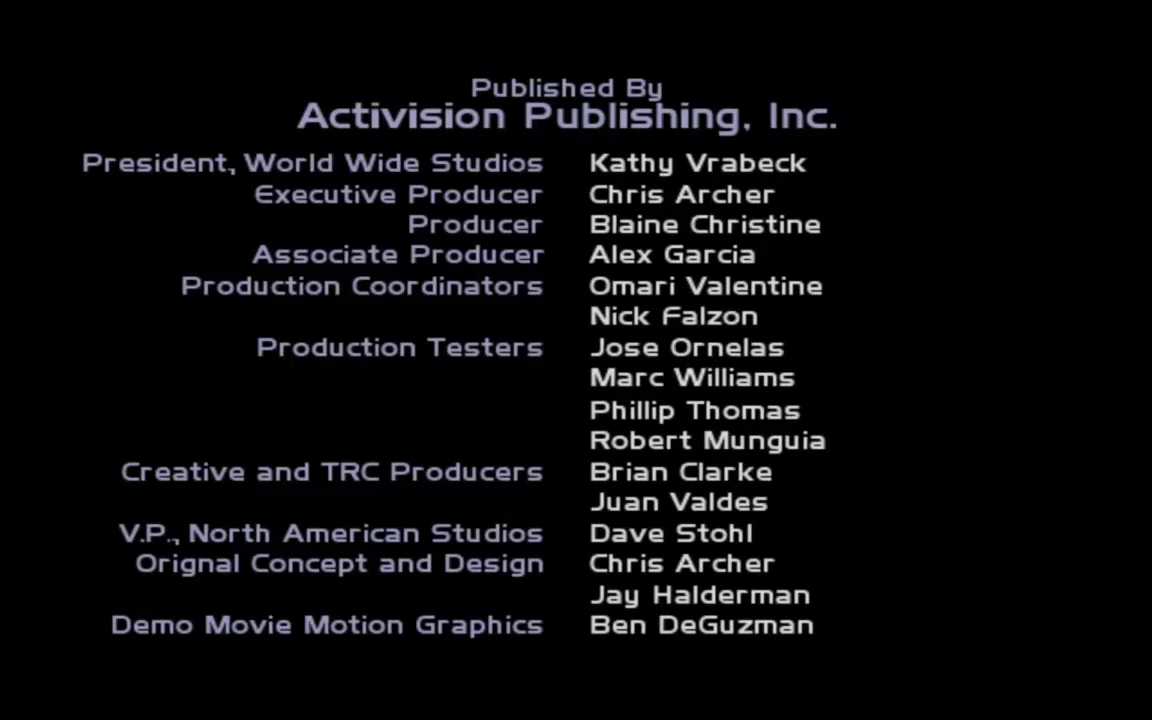 Published By
Activision Publishing, Inc.
President, World Wide Studios Kathy Vrabeck
Executive Producer Chris Archer
Producer Blaine Christine
Associate Producer Alex Garcia
Production Coordinators Omari Valentine
Nick Falzon
Production Testers Jose Ornelas
Marc Williams
Phillip Thomas
Robert Munguia
Creative and TRC Producers Brian Clarke
Juan Valdes
V.P., North American Studios Dave Stohl
Orignal Concept and Design Chris Archer
Jay Halderman
Demo Movie Motion Graphics Ben DeGuzman